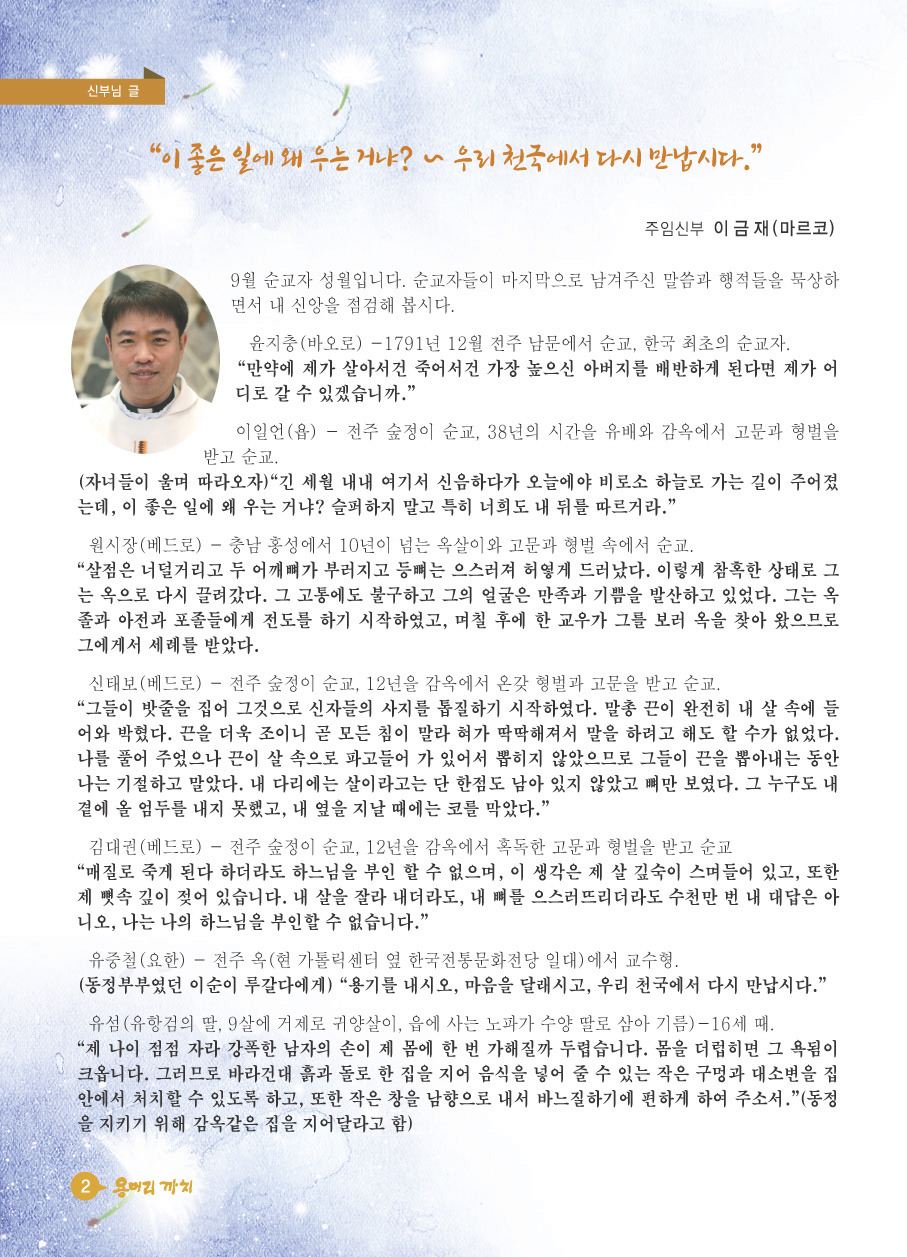 신부님 글
“이 좋은 일에 왜 우는 거냐? ~ 우리 천국에서 다시 만납시다.”
주임신부 이금재(마르코)
9월 순교자 성월입니다. 순교자들이 마지막으로 남겨주신 말씀과 행적들을 묵상하
면서 내 신앙을 점검해 봅시다.
윤지충(바오로) -1791년 12월 전주 남문에서 순교, 한국 최초의 순교자.
“만약에 제가 살아서건 죽어서건 가장 높으신 아버지를 배반하게 된다면 제가 어
디로 갈 수 있겠습니까.”
이일언(욥) - 전주 숲정이 순교, 38년의 시간을 유배와 감옥에서 고문과 형벌을
받고 순교.
(자녀들이 울며 따라오자)“긴 세월 내내 여기서 신음하다가 오늘에야 비로소 하늘로 가는 길이 주어졌
는데, 이 좋은 일에 왜 우는 거냐? 슬퍼하지 말고 특히 너희도 내 뒤를 따르거라.”
원시장(베드로) - 충남 홍성에서 10년이 넘는 옥살이와 고문과 형벌 속에서 순교.
“살점은 너덜거리고 두 어깨뼈가 부러지고 등뼈는 으스러져 허옇게 드러났다. 이렇게 참혹한 상태로 그
는 옥으로 다시 끌려갔다. 그 고통에도 불구하고 그의 얼굴은 만족과 기쁨을 발산하고 있었다. 그는 옥
졸과 아전과 포졸들에게 전도를 하기 시작하였고, 며칠 후에 한 교우가 그를 보러 옥을 찾아 왔으므로
그에게서 세례를 받았다.
신태보(베드로) - 전주 숲정이 순교, 12년을 감옥에서 온갖 형벌과 고문을 받고 순교.
“그들이 밧줄을 집어 그것으로 신자들의 사지를 톱질하기 시작하였다. 말총 끈이 완전히 내 살 속에 들
어와 박혔다. 끈을 더욱 조이니 곧 모든 침이 말라 혀가 딱딱해져서 말을 하려고 해도 할 수가 없었다.
나를 풀어 주었으나 끈이 살 속으로 파고들어 가 있어서 뽑히지 않았으므로 그들이 끈을 뽑아내는 동안
나는 기절하고 말았다. 내 다리에는 살이라고는 단 한점도 남아 있지 않았고 뼈만 보였다. 그 누구도 내
곁에 올 엄두를 내지 못했고, 내 옆을 지날 때에는 코를 막았다.”
김대권(베드로) - 전주 숲정이 순교, 12년을 감옥에서 혹독한 고문과 형벌을 받고 순교
“매질로 죽게 된다 하더라도 하느님을 부인 할 수 없으며, 이 생각은 제 살 깊숙이 스며들어 있고, 또한
제 뼛속 깊이 젖어 있습니다. 내 살을 잘라 내더라도, 내 뼈를 으스러뜨리더라도 수천만 번 내 대답은 아
니오, 나는 나의 하느님을 부인할 수 없습니다.”
유중철(요한) - 전주 옥(현 가톨릭센터 옆 한국전통문화전당 일대)에서 교수형.
(동정부부였던 이순이 루갈다에게) “용기를 내시오, 마음을 달래시고, 우리 천국에서 다시 만납시다.”
유섬(유항검의 딸, 9살에 거제로 귀양살이, 읍에 사는 노파가 수양 딸로 삼아 기름)-16세 때.
“제 나이 점점 자라 강폭한 남자의 손이 제 몸에 한 번 가해질까 두렵습니다. 몸을 더럽히면 그 욕됨이
크옵니다. 그러므로 바라건대 흙과 돌로 한 집을 지어 음식을 넣어 줄 수 있는 작은 구멍과 대소변을 집
안에서 처치할 수 있도록 하고, 또한 작은 창을 남향으로 내서 바느질하기에 편하게 하여 주소서.”(동정
을 지키기 위해 감옥같은 집을 지어달라고 함)
2 용머리 까치